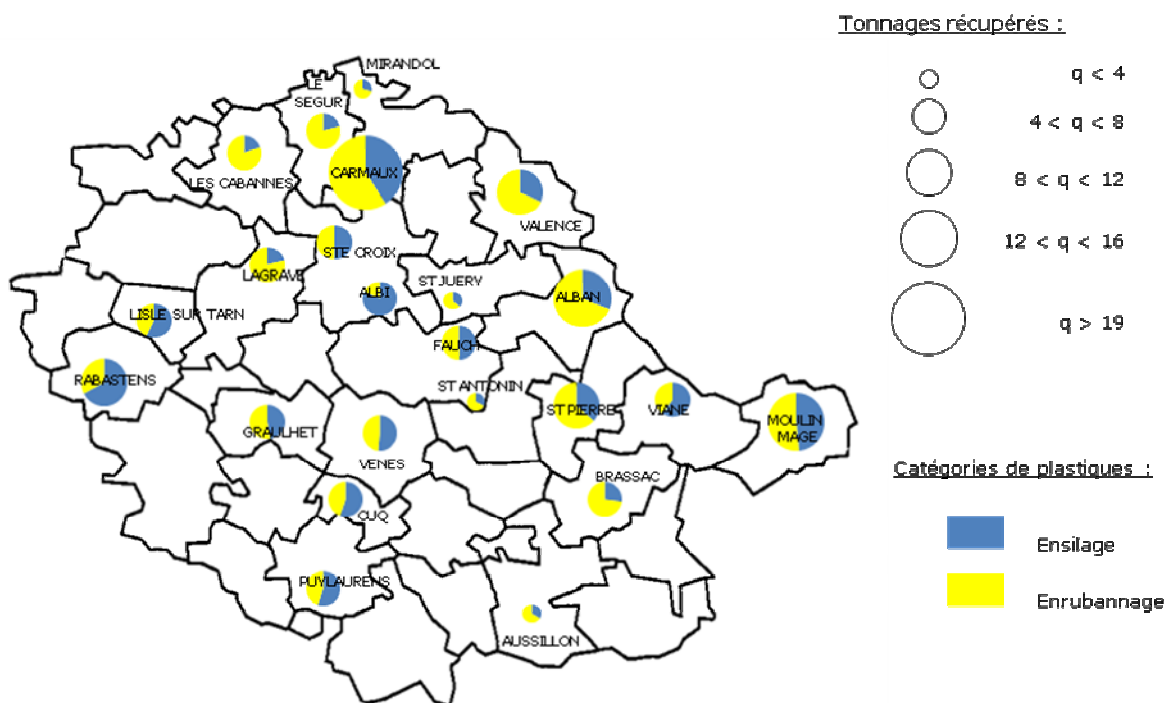 Tonnages récupérés :
q < 4
4 < q < 8
8 < q < 12
12 < q < 16
q > 19
MIRANDOL
LE
SEGUR
CARMAUX
LES CABANNES
VALENCE
STE CROIX
LAGRAVE
ST JUERY
ALBI
ALBAN
LISLE SUR TARN
FAUCH
RABASTENS
ST ANTONIN
ST PIERRE
VIANE
MOULIN
MAGE
GRAULHET
VENES
BRASSAC
CUQ
PUYLAURENS
AUSSILLON
Catégories de plastiques :
Ensilage
Enrubannage